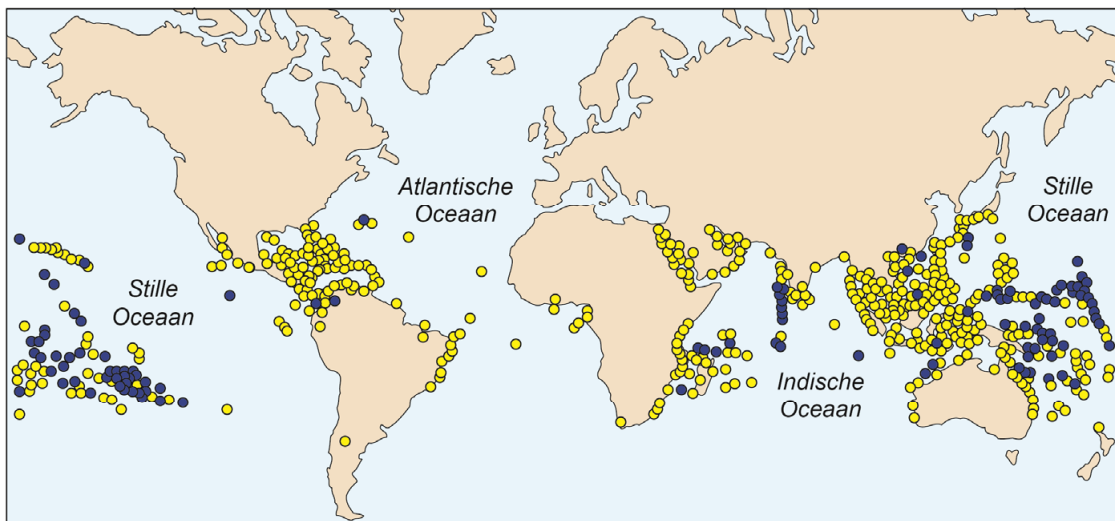 Atlantische
Oceaan
Stille
Oceaan
Stille
Oceaan
Indische
Oceaan